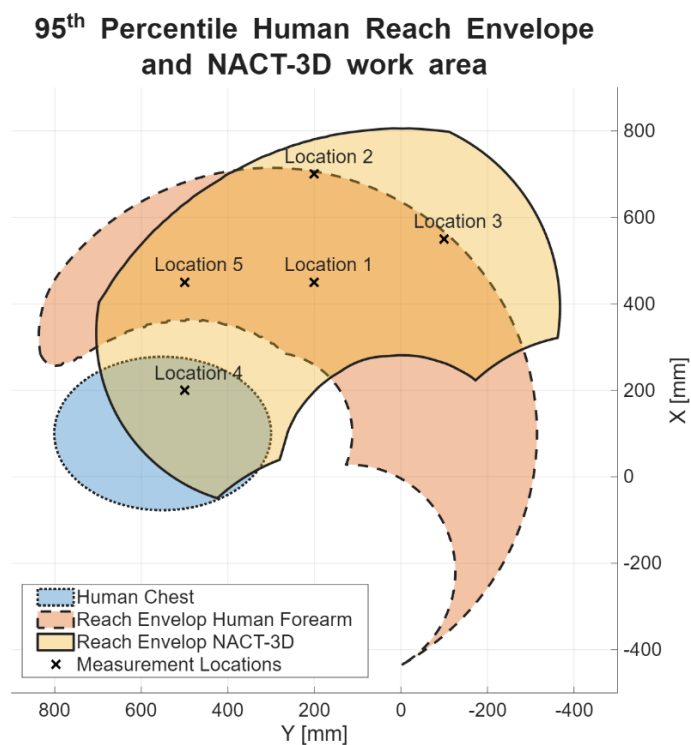 95th Percentile Human Reach Envelope
and NACT-3D work area
800
Location 2
600
Location 3
Location 5
Location 1
400
Location 4
200
X [mm]
0
-200
-400
Human Chest
Reach Envelop Human Forearm
Reach Envelop NACT-3D
Measurement Locations
800 600 400 200 0 -200 -400
Y [mm]